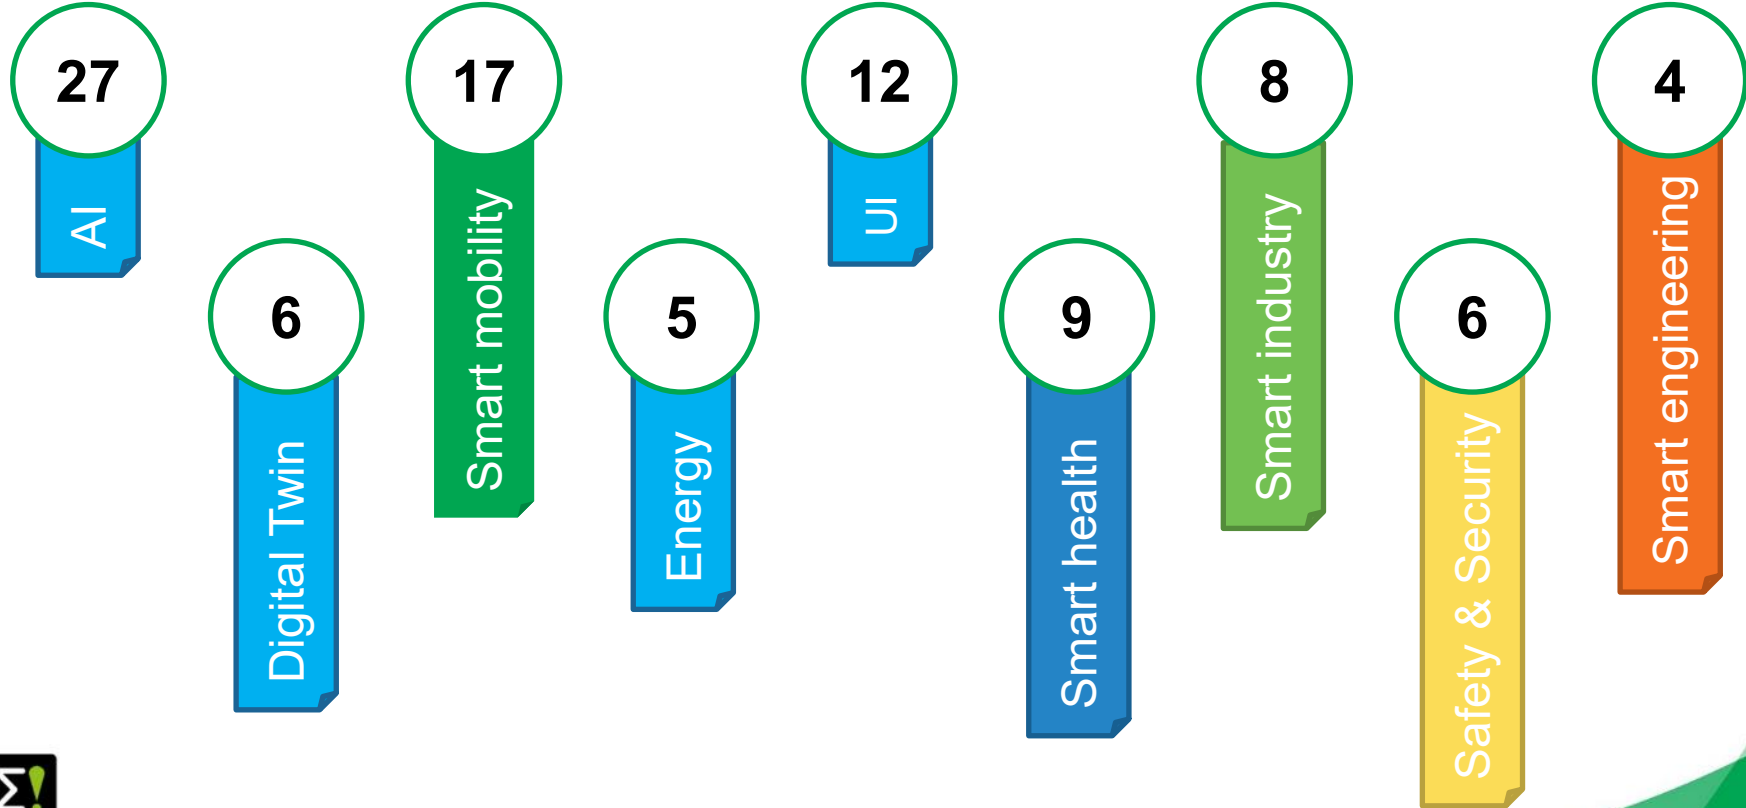 27
AI
6
Digital Twin
17
Smart mobility
5
Energy
12
UI
9
Smart health
8
Smart industry
6
Safety & Security
4
Smart engineering
Σ!